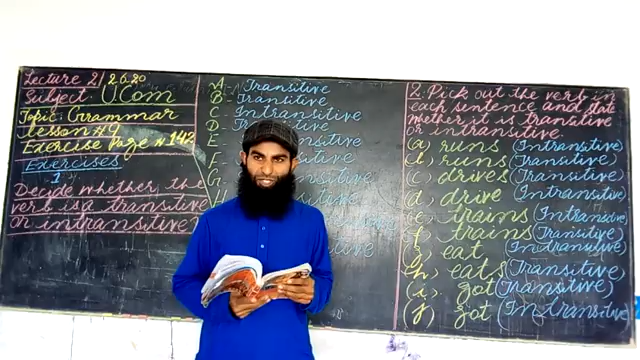 Lecture 21 2.6.20
Subject. U.Com
Topic: Grammar
Lesson #9
Exercise Page # 142
Exercises
1
Decide whether the
verb is a transitive
or intransitive?
A- Transitive
B- Transitive
C- Intransitive
D- Transitive
E-
F-
G-
H
2. Pick out the verb in
each sentence and state
whether it is transitive
or intransitive.
(a) runs (Intransitive)
(b) runs (Transitive)
(c) drives (Transitive)
(d) drive (Intransitive)
(e) trains (Intransitive)
(f) trains (Transitive)
(g) eat (Intransitive)
(h) eats (Transitive)
(i) got (Transitive)
(j) got (Intransitive)